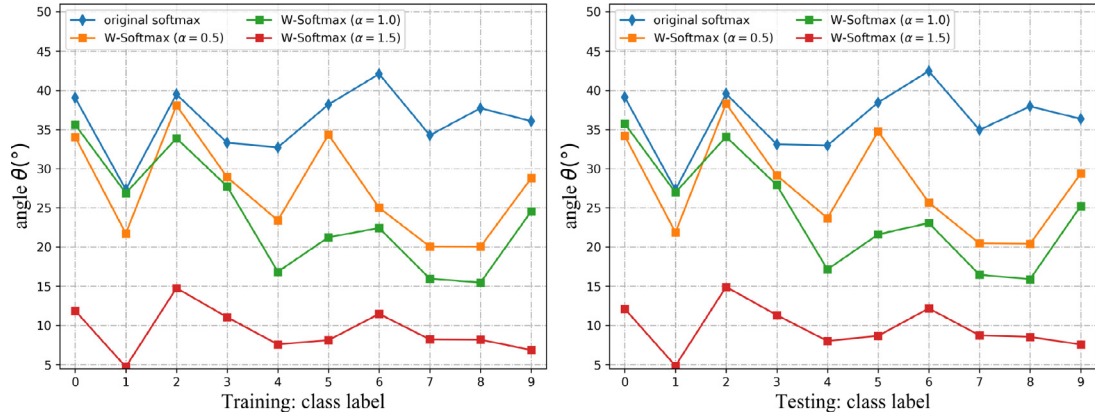 original softmax
W-Softmax (α = 0.5)
W-Softmax (α = 1.0)
W-Softmax (α = 1.5)
50
45
40
35
30
25
20
15
10
5
angle θ(°)
0 1 2 3 4 5 6 7 8 9
Training: class label
original softmax
W-Softmax (α = 0.5)
W-Softmax (α = 1.0)
W-Softmax (α = 1.5)
50
45
40
35
30
25
20
15
10
5
angle θ(°)
0 1 2 3 4 5 6 7 8 9
Testing: class label